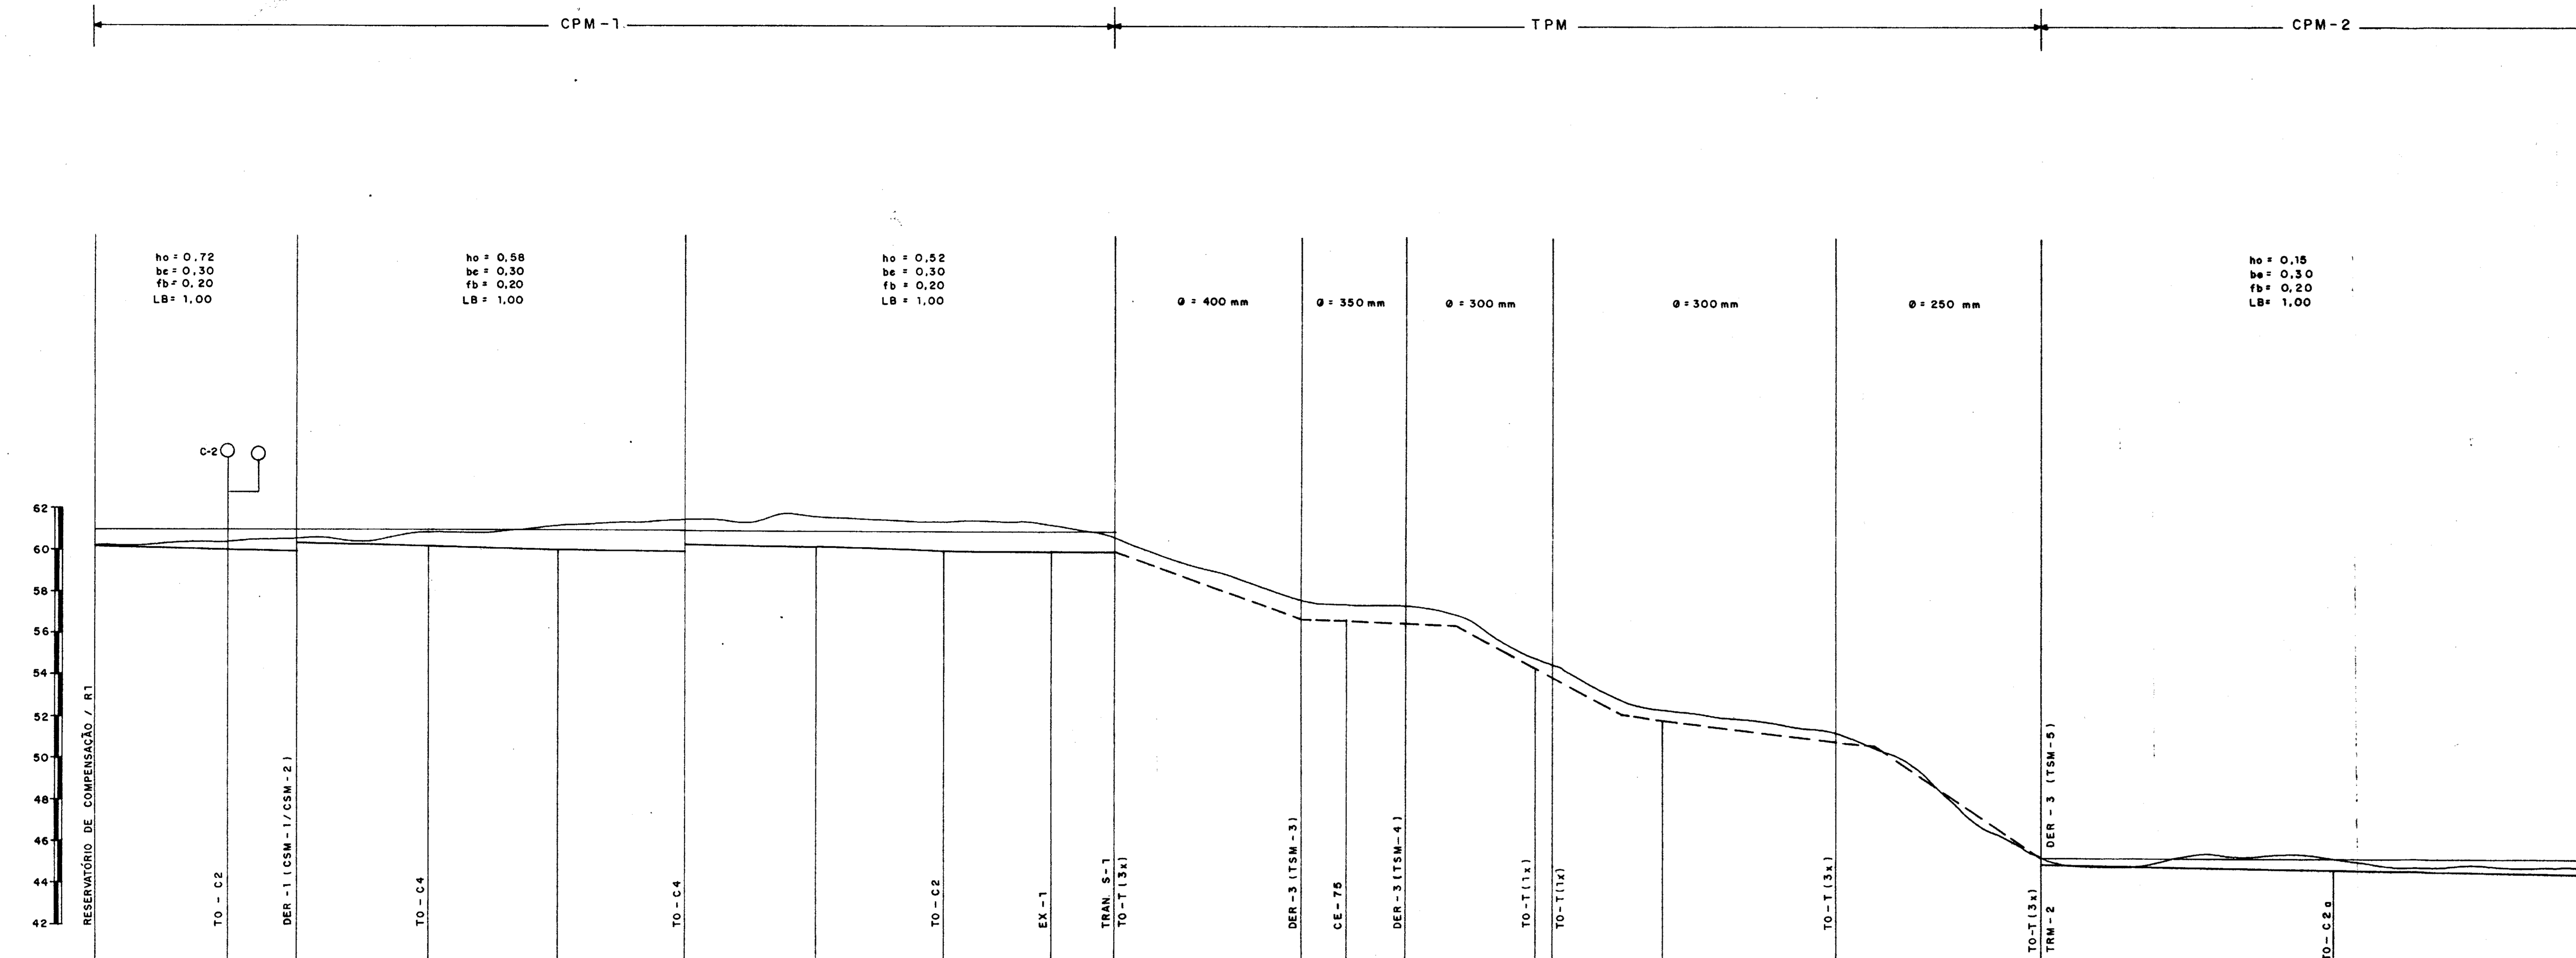 CPM-1
TPM
CPM-2
ho = 0,72
be = 0,30
fb = 0,20
LB = 1,00
ho = 0,58
be = 0,30
fb = 0,20
LB = 1,00
ho = 0,52
be = 0,30
fb = 0,20
LB = 1,00
Ø = 400 mm
Ø = 350 mm
Ø = 300 mm
Ø = 300 mm
Ø = 250 mm
ho = 0,15
be = 0,30
fb = 0,20
LB = 1,00
C-2
62
60
58
56
54
52
50
48
46
44
42
RESERVATÓRIO DE COMPENSAÇÃO / R1
TO - C2
DER -1 (CSM-1/CSM-2)
TO - C4
TO - C4
TO - C2
EX -1
TRAN. S-1
TO - T (3x)
DER -3 (TSM-3)
CE-75
DER -3 (TSM-4)
TO - T (1x)
TO - T (1x)
TO - T (3x)
TO - T (3x)
TRM-2
DER - 3 (TSM-5)
TO - C2a